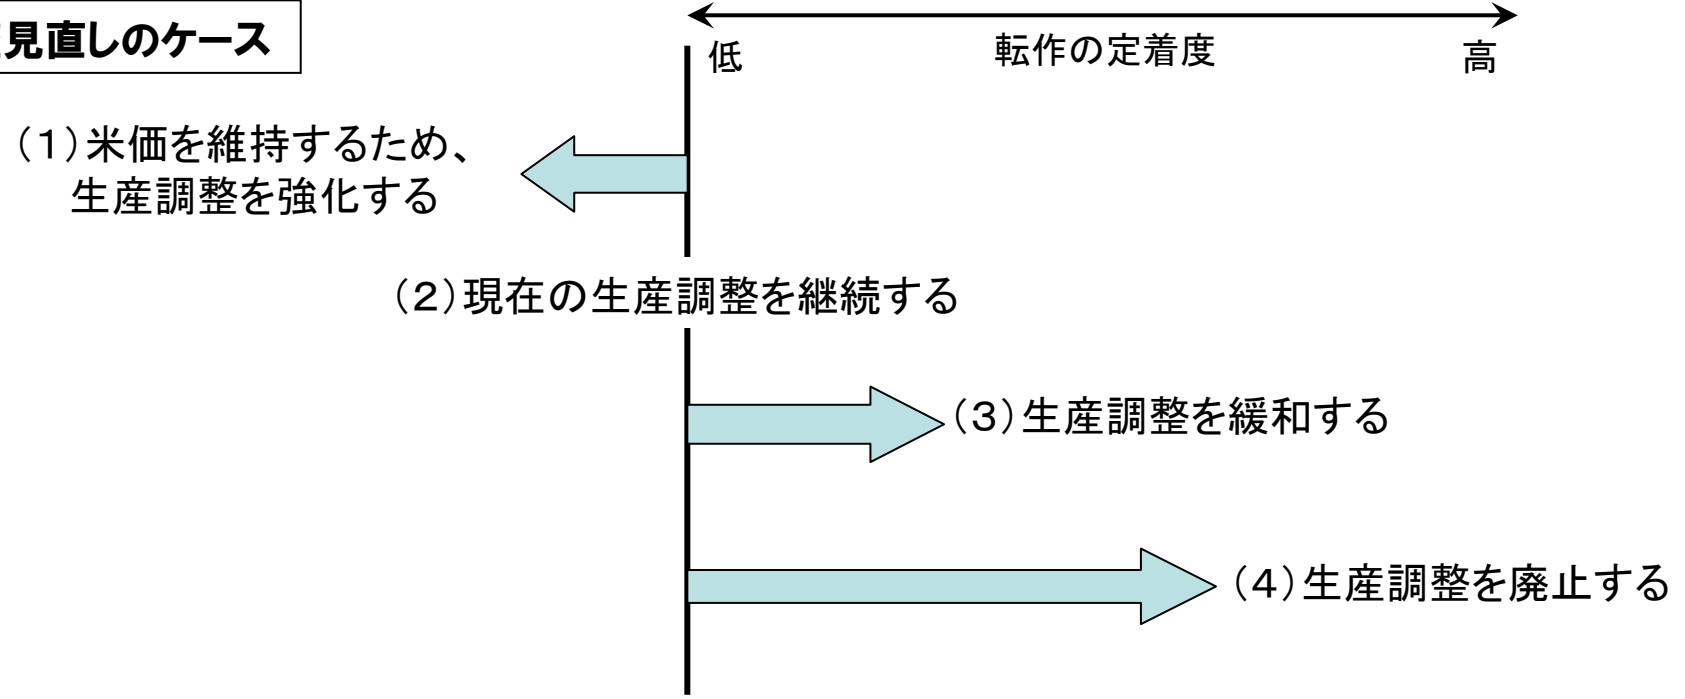 見直しのケース
低
転作の定着度
高
（１）米価を維持するため、
生産調整を強化する
（２）現在の生産調整を継続する
（３）生産調整を緩和する
（４）生産調整を廃止する